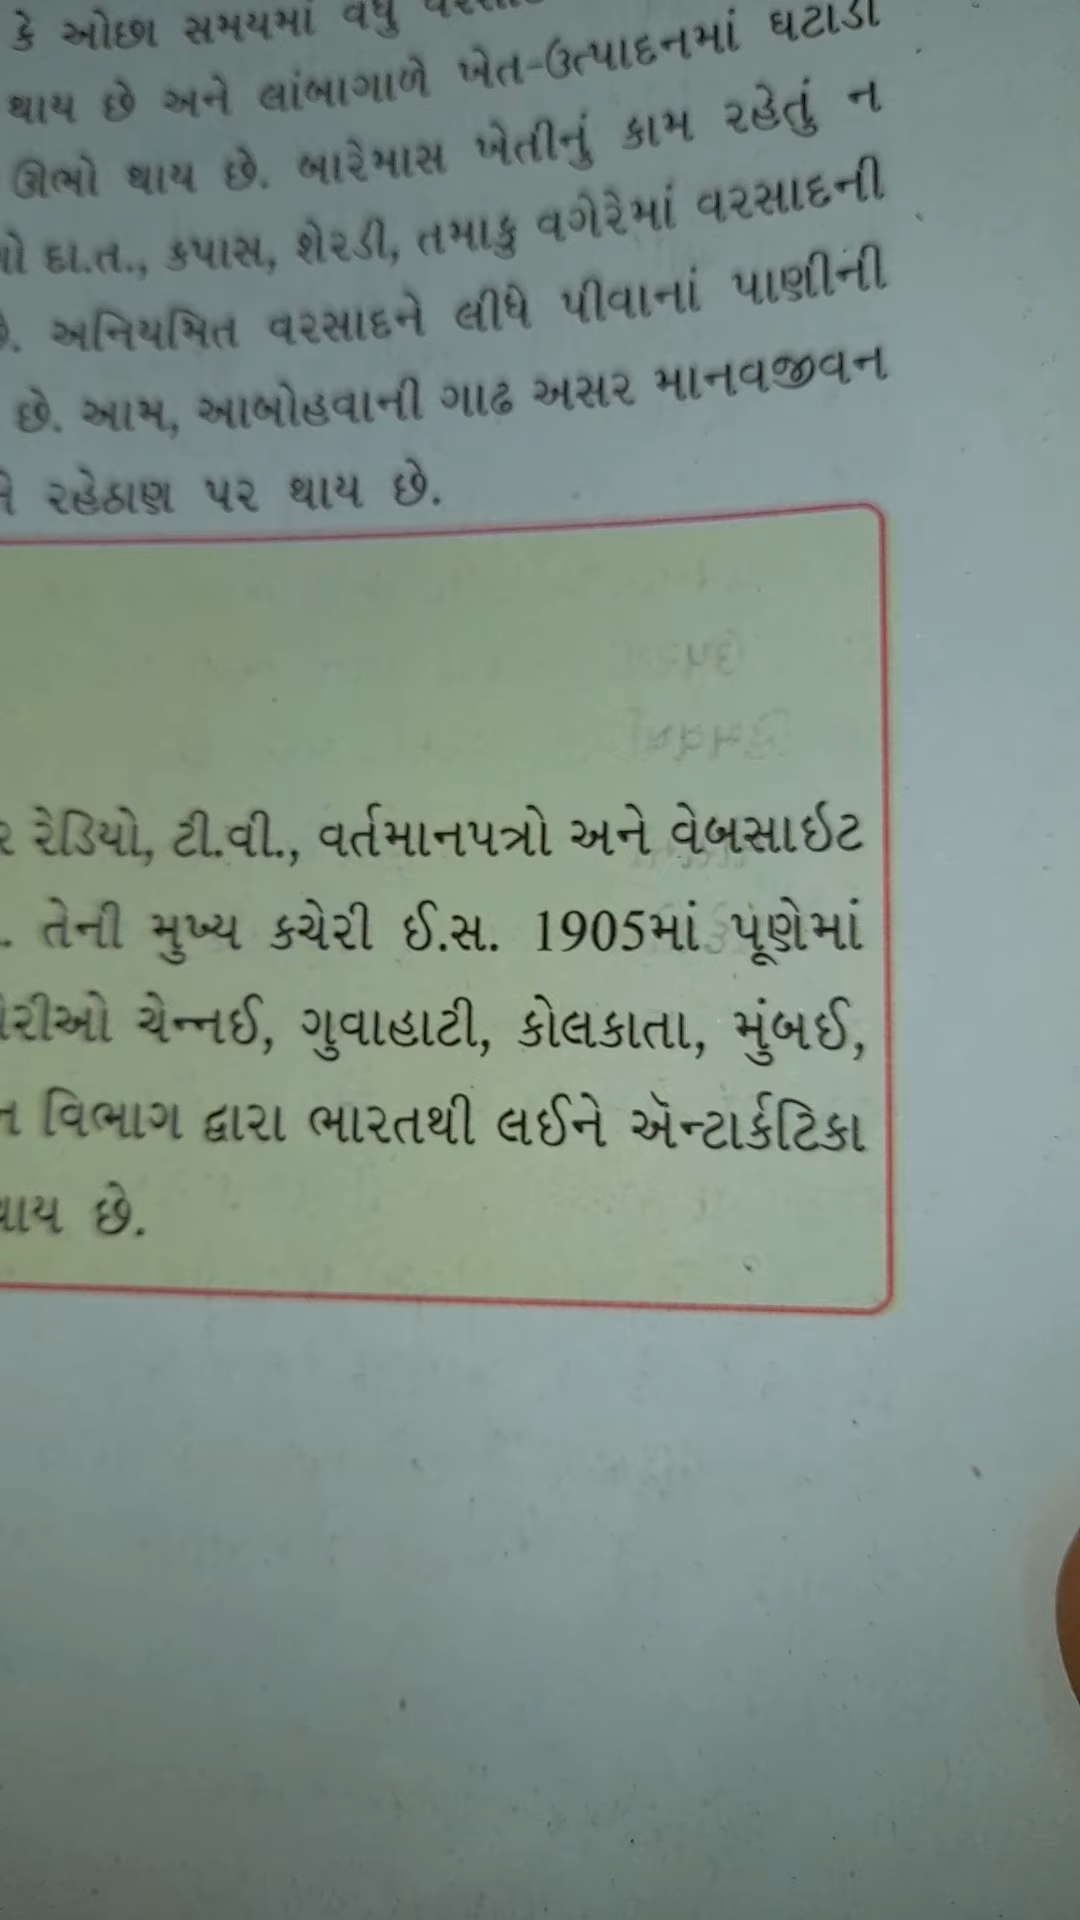 કે ઓછા સમયમાં વધુ
થાય છે અને લાંબાગાળે ખેત-ઉત્પાદનમાં ઘટાડો
ઊભો થાય છે. બારેમાસ ખેતીનું કામ રહેતું ન
દા.ત., કપાસ, શેરડી, તમાકુ વગેરેમાં વરસાદની
અનિયમિત વરસાદને લીધે પીવાનાં પાણીની
છે. આમ, આબોહવાની ગાઢ અસર માનવજીવન
રહેઠાણ પર થાય છે.
રેડિયો, ટી.વી., વર્તમાનપત્રો અને વેબસાઇટ
તેની મુખ્ય કચેરી ઈ.સ. 1905માં પૂણેમાં
ચેન્નઈ, ગુવાહાટી, કોલકાતા, મુંબઈ,
વિભાગ દ્વારા ભારતથી લઈને ઍન્ટાર્કટિકા
છે.